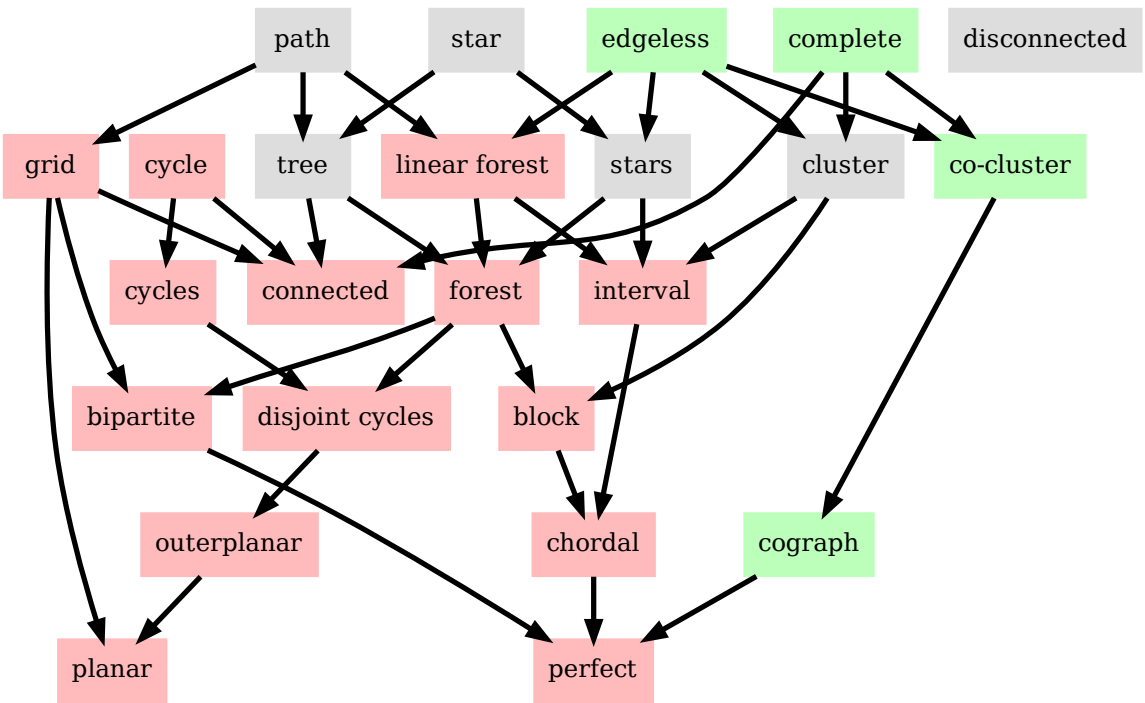 path
star
edgeless
complete
disconnected
grid
cycle
tree
linear forest
stars
cluster
co-cluster
cycles
connected
forest
interval
bipartite
disjoint cycles
block
outerplanar
chordal
cograph
planar
perfect